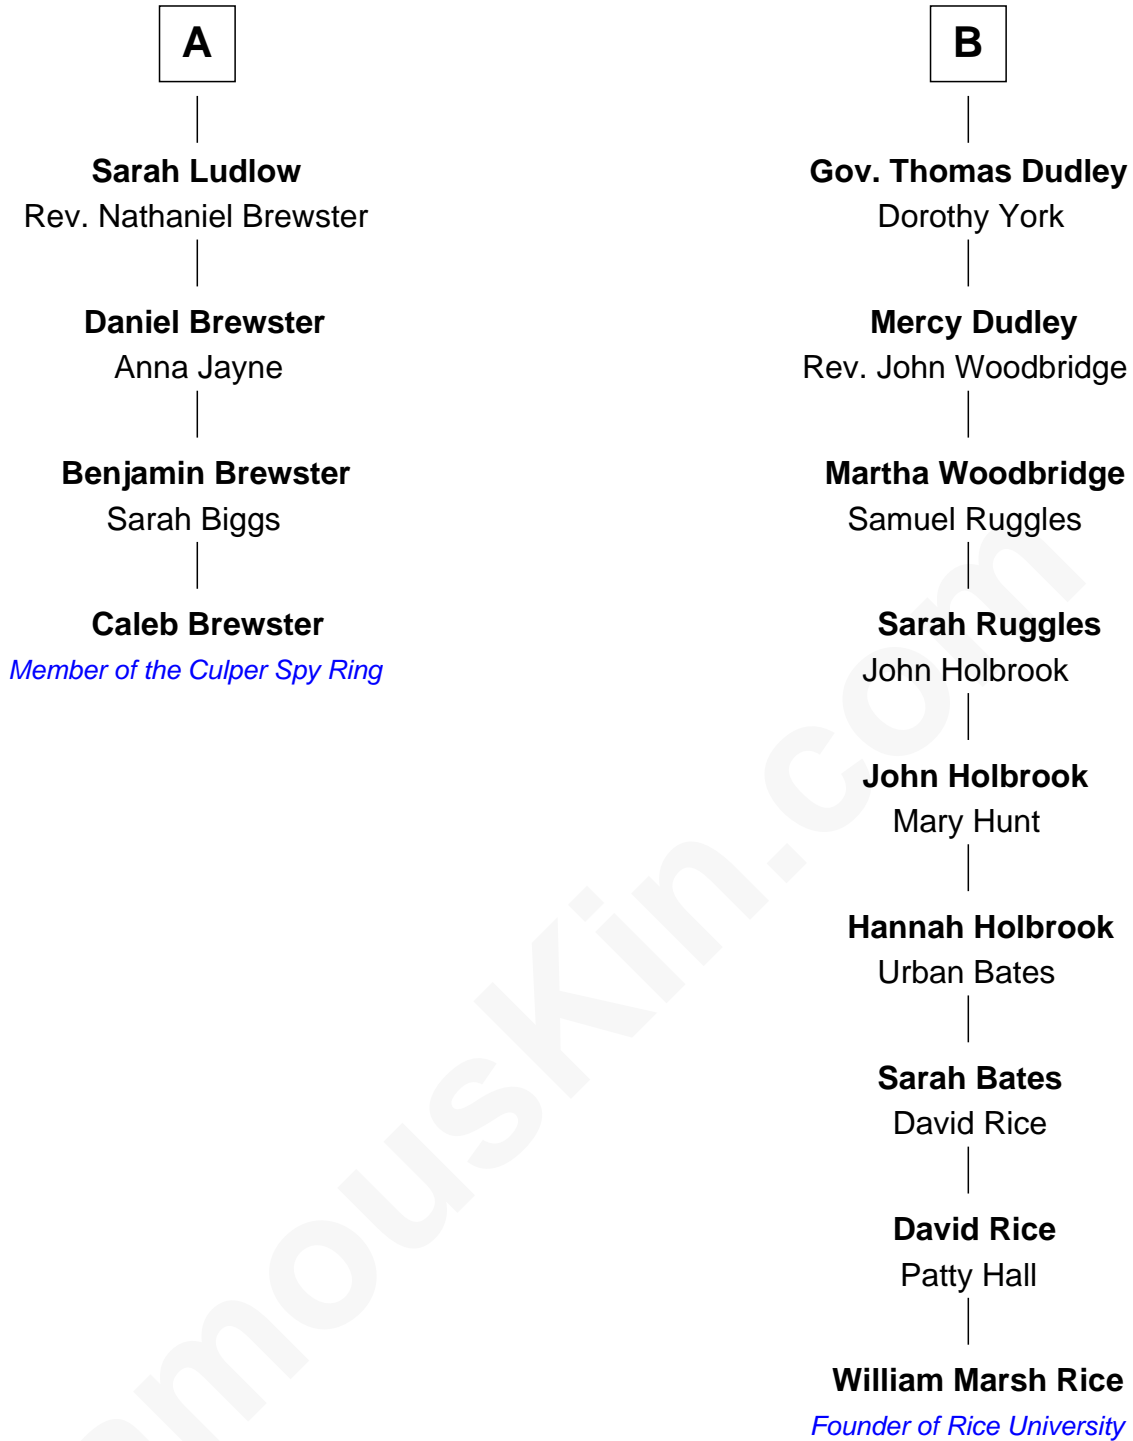 A
Sarah Ludlow
Rev. Nathaniel Brewster
Daniel Brewster
Anna Jayne
Benjamin Brewster
Sarah Biggs
Caleb Brewster
Member of the Culper Spy Ring
B
Gov. Thomas Dudley
Dorothy York
Mercy Dudley
Rev. John Woodbridge
Martha Woodbridge
Samuel Ruggles
Sarah Ruggles
John Holbrook
John Holbrook
Mary Hunt
Hannah Holbrook
Urban Bates
Sarah Bates
David Rice
David Rice
Patty Hall
William Marsh Rice
Founder of Rice University
amouskin.com